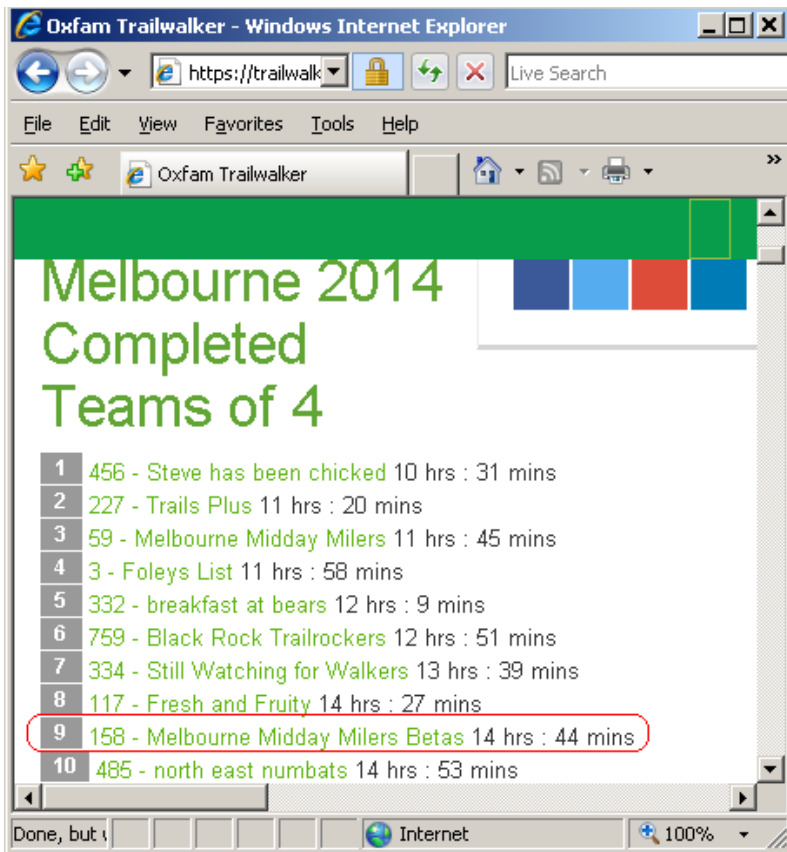 Oxfam Trailwalker - Windows Internet Explorer
https://trailwalk
Live Search
File Edit View Favorites Tools Help
Oxfam Trailwalker
»
Melbourne 2014
Completed
Teams of 4
1 456 - Steve has been chicked 10 hrs : 31 mins
2 227 - Trails Plus 11 hrs : 20 mins
3 59 - Melbourne Midday Milers 11 hrs : 45 mins
4 3 - Foleys List 11 hrs : 58 mins
5 332 - breakfast at bears 12 hrs : 9 mins
6 759 - Black Rock Trailrockers 12 hrs : 51 mins
7 334 - Still Watching for Walkers 13 hrs : 39 mins
8 117 - Fresh and Fruity 14 hrs : 27 mins
9 158 - Melbourne Midday Milers Betas 14 hrs : 44 mins
10 485 - north east numbats 14 hrs : 53 mins
Done, but Internet 100%